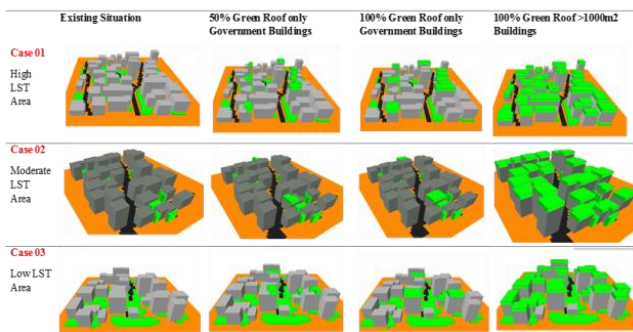 Existing Situation
50% Green Roof only
Government Buildings
100% Green Roof only
Government Buildings
100% Green Roof >1000m2
Buildings
Case 01
High
LST
Area
Case 02
Moderate
LST
Area
Case 03
Low LST
Area